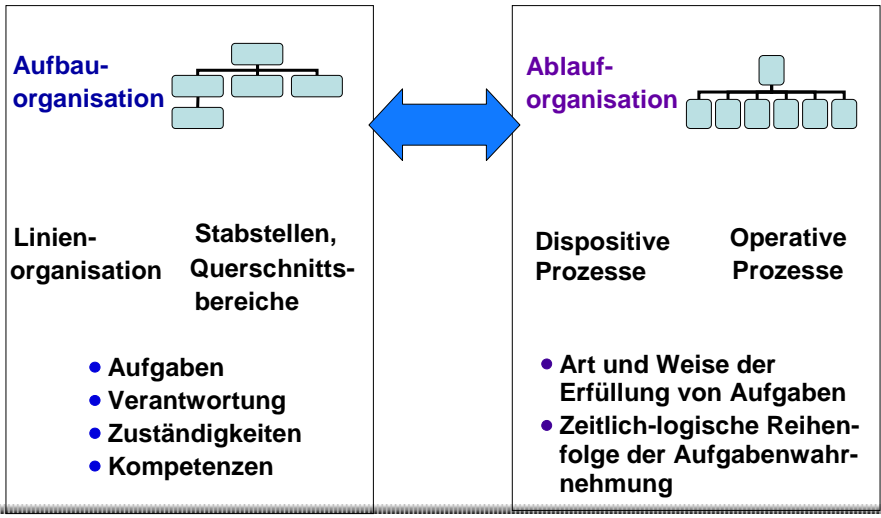 Aufbau-
organisation
Linien-
organisation
Stabstellen,
Querschnitts-
bereiche
Aufgaben
Verantwortung
Zuständigkeiten
Kompetenzen
Ablauf-
organisation
Dispositive
Prozesse
Operative
Prozesse
Art und Weise der
Erfüllung von Aufgaben
Zeitlich-logische Reihen-
folge der Aufgabenwahr-
nehmung